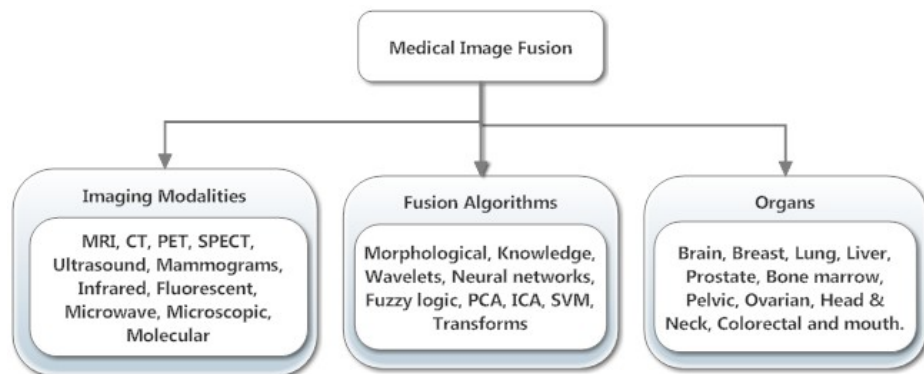 Medical Image Fusion
Imaging Modalities
MRI, CT, PET, SPECT,
Ultrasound, Mammograms,
Infrared, Fluorescent,
Microwave, Microscopic,
Molecular
Fusion Algorithms
Morphological, Knowledge,
Wavelets, Neural networks,
Fuzzy logic, PCA, ICA, SVM,
Transforms
Organs
Brain, Breast, Lung, Liver,
Prostate, Bone marrow,
Pelvic, Ovarian, Head &
Neck, Colorectal and mouth.